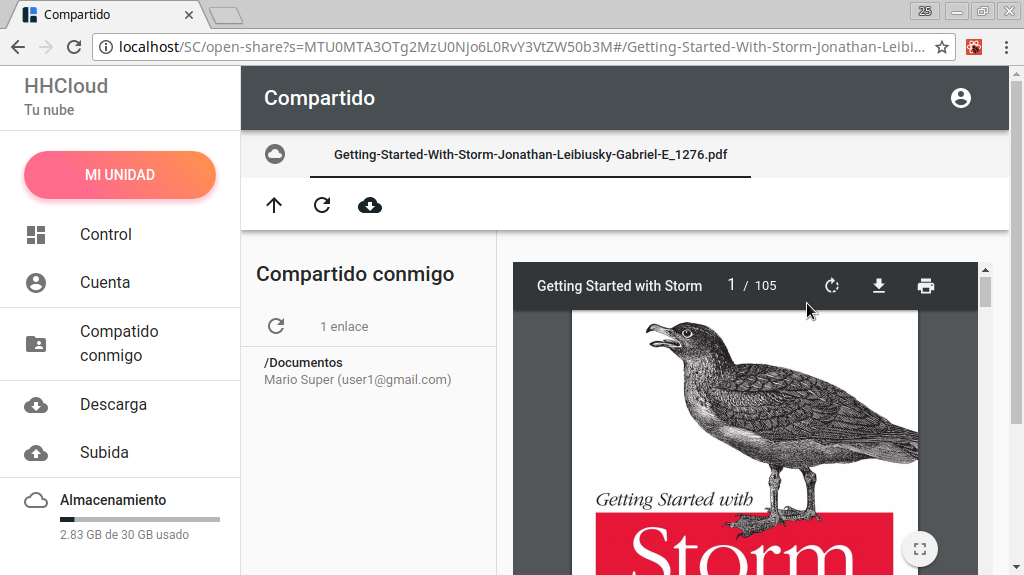 Compartido
25
localhost/SC/open-share?s=MTU0MTA3OTg2MzU0Njo6L0RvY3VtZW50b3M#/Getting-Started-With-Storm-Jonathan-Leibi...
HHCloud
Tu nube
MI UNIDAD
Control
Cuenta
Compatido
conmigo
Descarga
Subida
Almacenamiento
2.83 GB de 30 GB usado
Compartido
Getting-Started-With-Storm-Jonathan-Leibiusky-Gabriel-E_1276.pdf
Compartido conmigo
1 enlace
/Documentos
Mario Super (user1@gmail.com)
Getting Started with Storm 1 / 105
Getting Started with
Storm